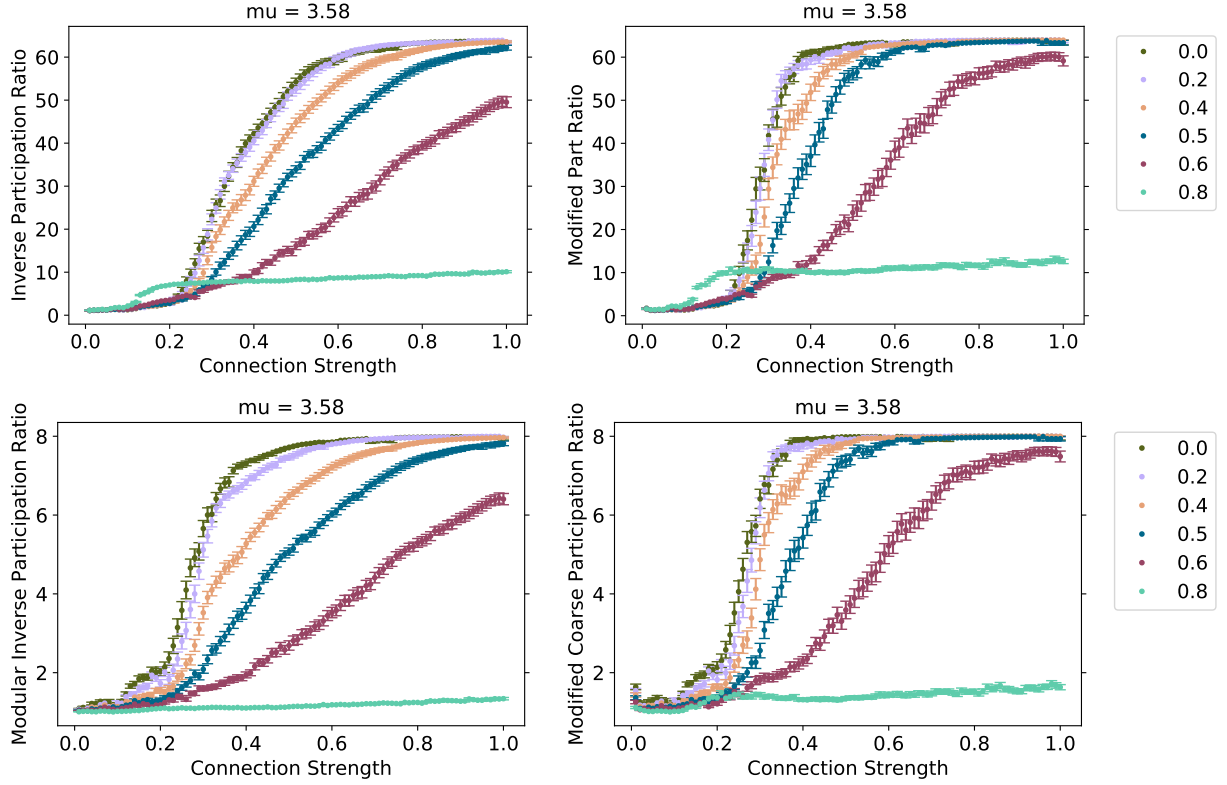 mu = 3.58
Inverse Participation Ratio
60
50
40
30
20
10
0
0.0 0.2 0.4 0.6 0.8 1.0
Connection Strength
mu = 3.58
Modified Part Ratio
60
50
40
30
20
10
0
0.0 0.2 0.4 0.6 0.8 1.0
Connection Strength
0.0
0.2
0.4
0.5
0.6
0.8
mu = 3.58
Modular Inverse Participation Ratio
8
6
4
2
0.0 0.2 0.4 0.6 0.8 1.0
Connection Strength
mu = 3.58
Modified Coarse Participation Ratio
8
6
4
2
0.0 0.2 0.4 0.6 0.8 1.0
Connection Strength
0.0
0.2
0.4
0.5
0.6
0.8